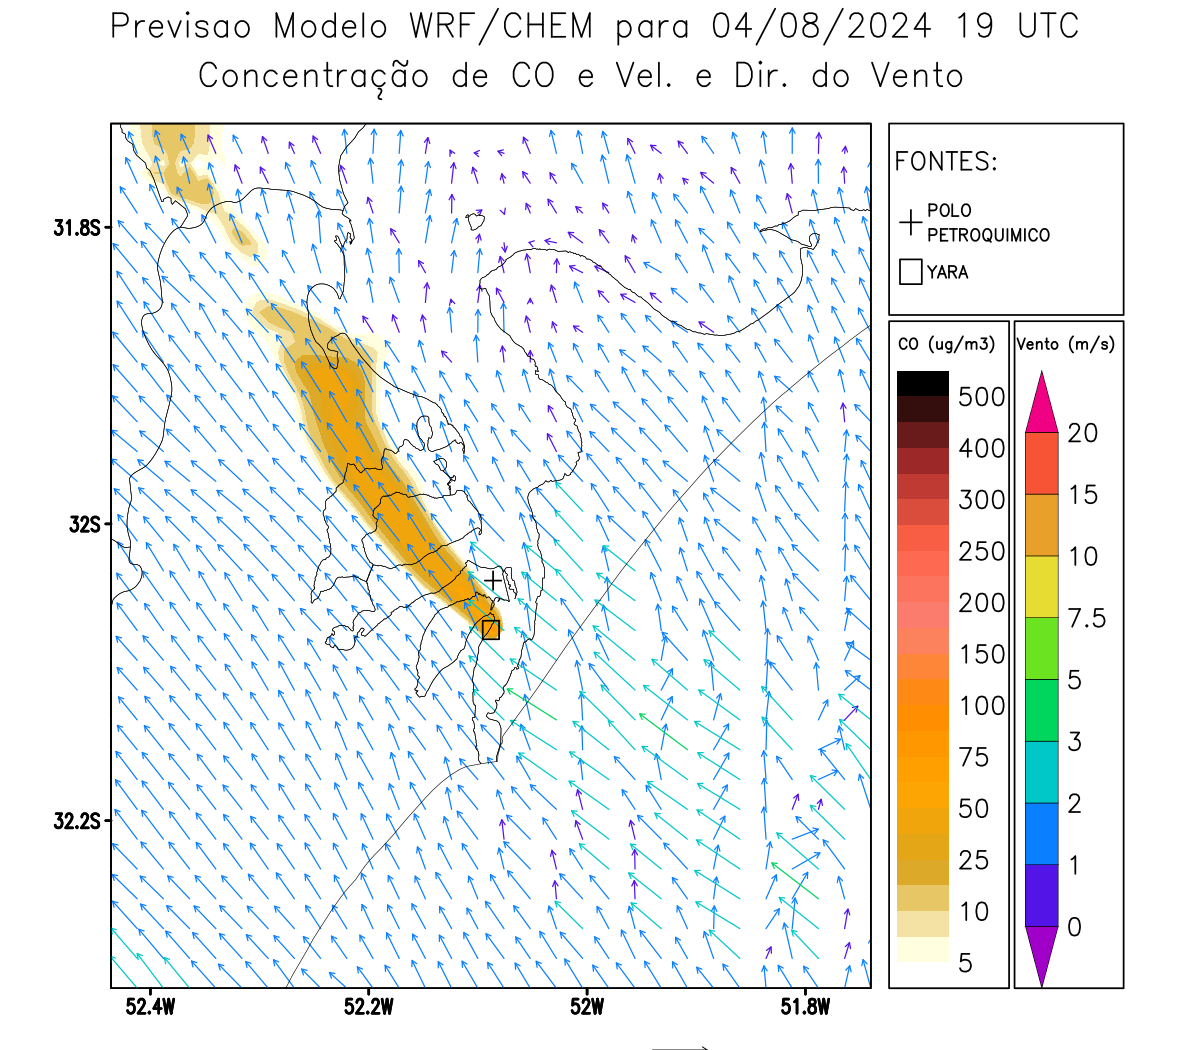 Previsao Modelo WRF/CHEM para 04/08/2024 19 UTC
Concentração de CO e Vel. e Dir. do Vento
FONTES:
POLO
PETROQUIMICO
YARA
CO (ug/m3)
500
400
300
250
200
150
100
75
50
25
10
5
Vento (m/s)
20
15
10
7.5
5
3
2
1
0
31.8S
32S
32.2S
52.4W
52.2W
52W
51.8W